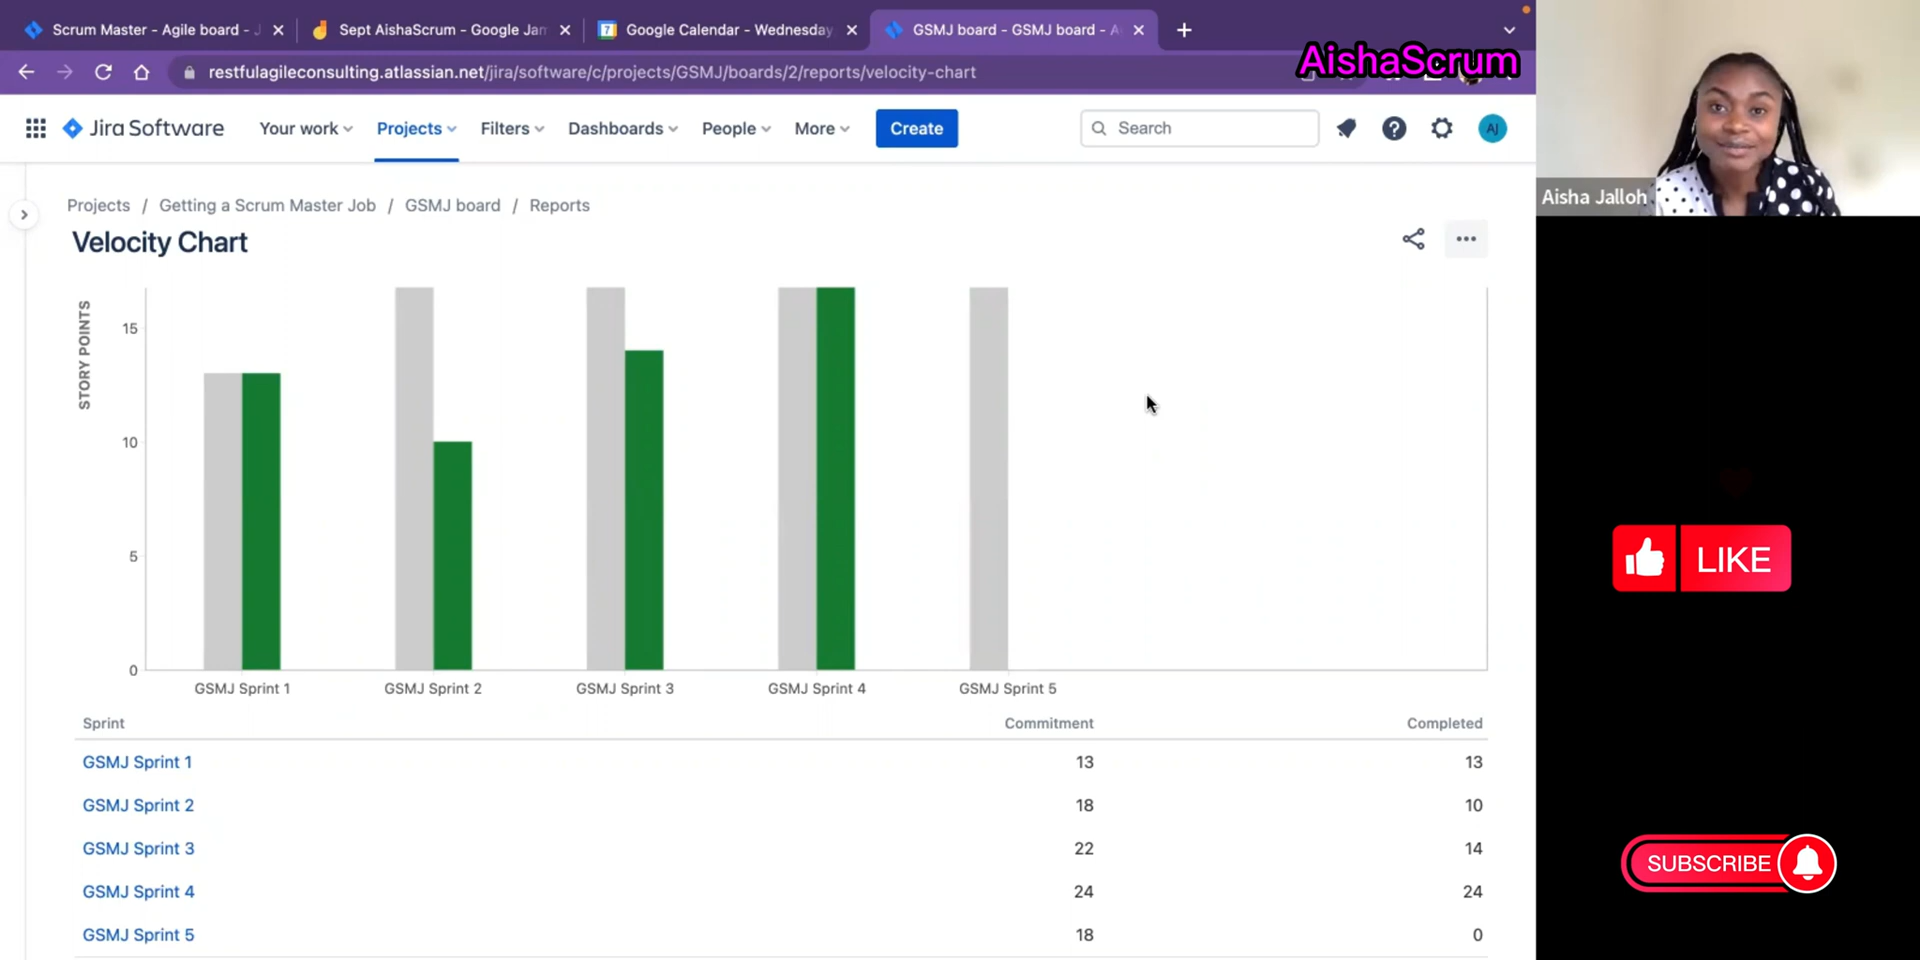 Scrum Master - Agile board - J
Sept AishaScrum - Google Jam
7
Google Calendar - Wednesday
GSMJ board - GSMJ board - A
AishaScrum
restfulagileconsulting.atlassian.net/jira/software/c/projects/GSMJ/boards/2/reports/velocity-chart
Jira Software
Your work
Projects
Filters
Dashboards
People
More
Create
Search
AJ
Aisha Jalloh
Projects / Getting a Scrum Master Job / GSMJ board / Reports
Velocity Chart
STORY POINTS
15
10
5
0
GSMJ Sprint 1
GSMJ Sprint 2
GSMJ Sprint 3
GSMJ Sprint 4
GSMJ Sprint 5
Sprint Commitment Completed
GSMJ Sprint 1 13 13
GSMJ Sprint 2 18 10
GSMJ Sprint 3 22 14
GSMJ Sprint 4 24 24
GSMJ Sprint 5 18 0
LIKE
SUBSCRIBE